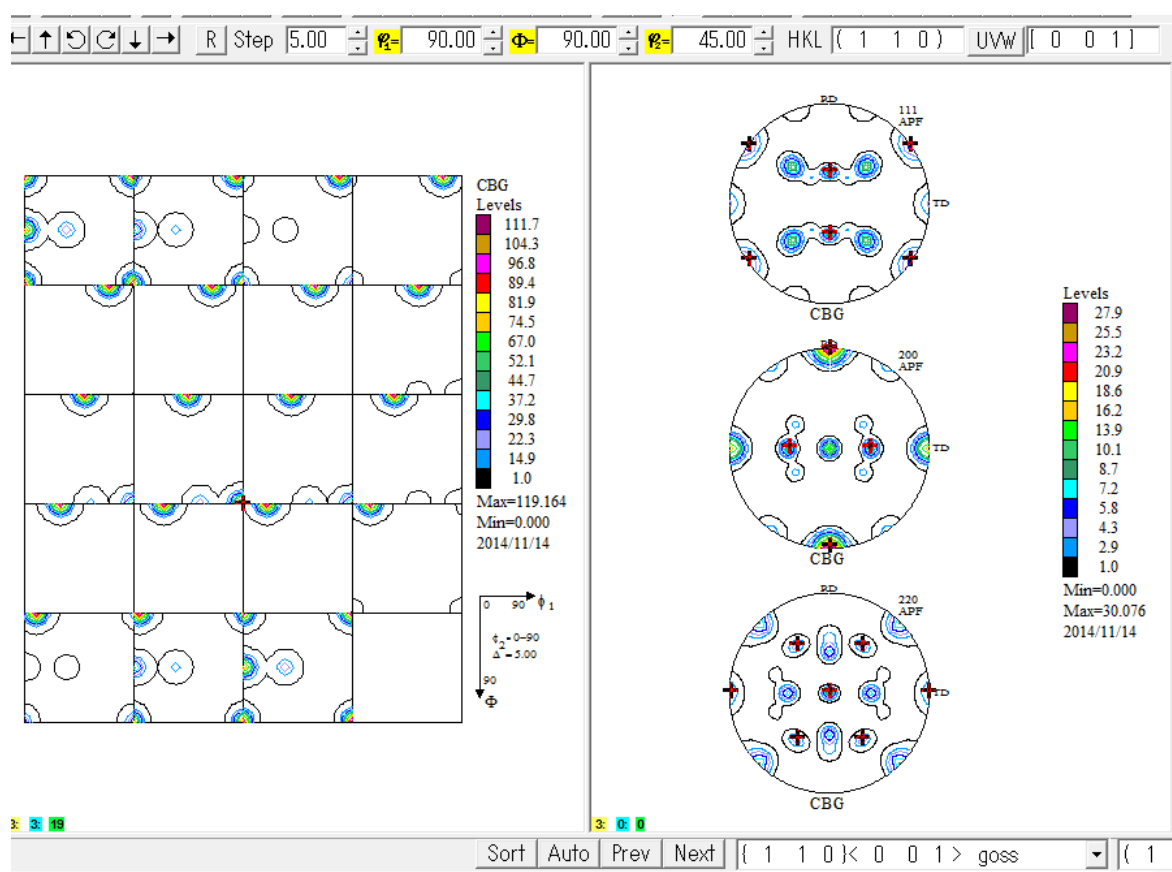 R Step 5.00 φ1= 90.00 Φ= 90.00 φ2= 45.00 HKL ( 1 1 0 ) UVW [ 0 0 1 ]
CBG
Levels
111.7
104.3
96.8
89.4
81.9
74.5
67.0
52.1
44.7
37.2
29.8
22.3
14.9
1.0
Max=119.164
Min=0.000
2014/11/14
0 90 ϕ1
ϕ2=0-90
Δ =5.00
90
Φ
3: 3: 19
RD
111
APF
TD
CBG
200
APF
TD
CBG
RD
220
APF
TD
CBG
Levels
27.9
25.5
23.2
20.9
18.6
16.2
13.9
10.1
8.7
7.2
5.8
4.3
2.9
1.0
Min=0.000
Max=30.076
2014/11/14
3: 0: 0
Sort Auto Prev Next { 1 1 0 }< 0 0 1 > goss ( 1